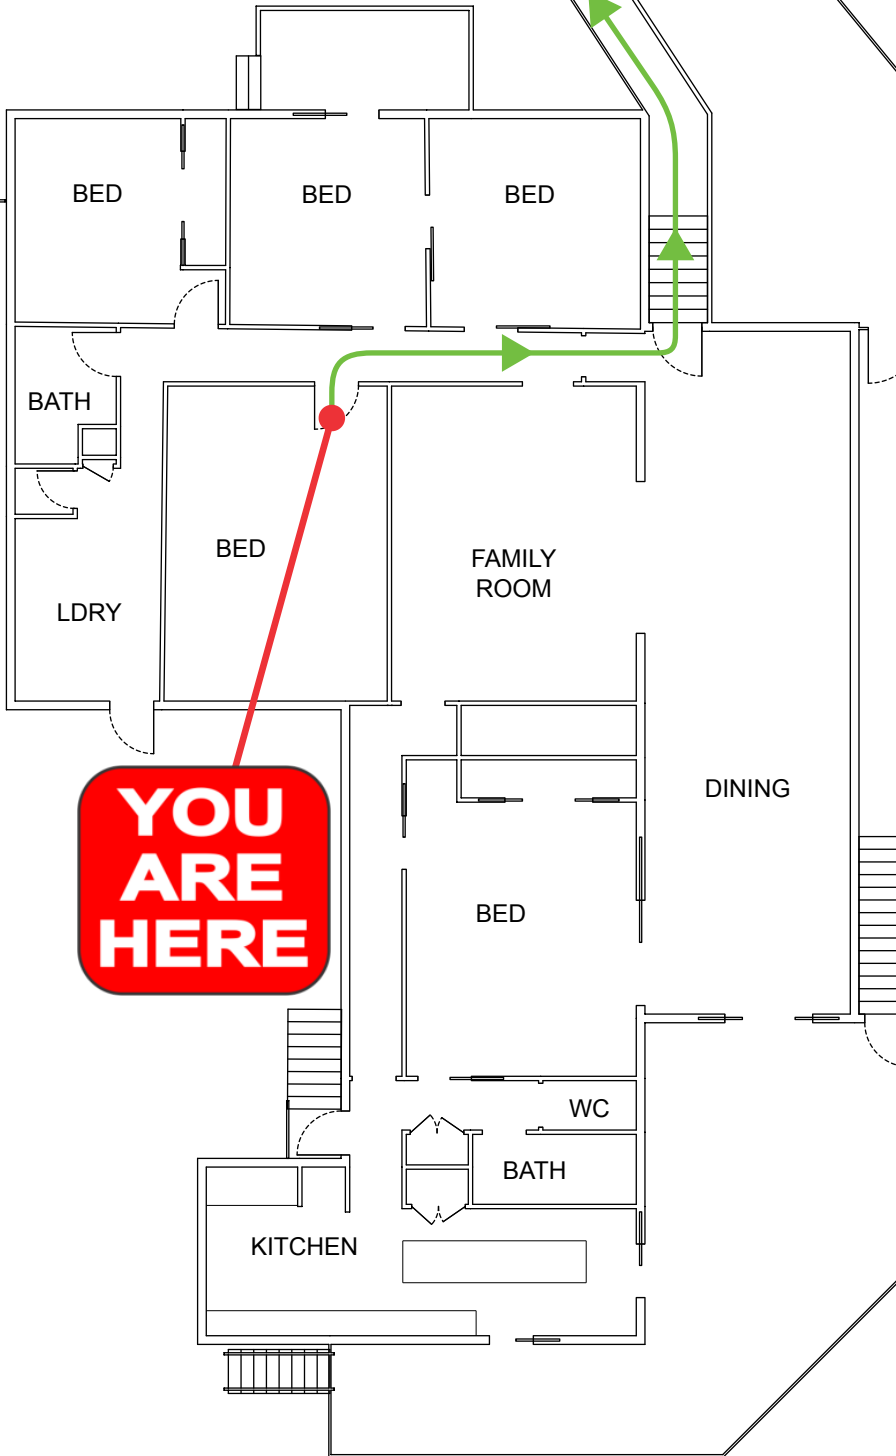 BED
BED
BED
BATH
BED
FAMILY
ROOM
LDRY
DINING
YOU
ARE
HERE
BED
WC
BATH
KITCHEN